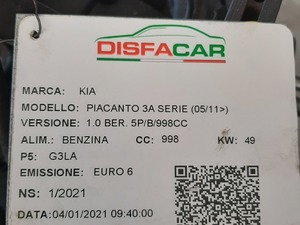 DISFACAR
MARCA: KIA
MODELLO: PIACANTO 3A SERIE (05/11>)
VERSIONE: 1.0 BER. 5P/B/998CC
ALIM.: BENZINA CC: 998 KW: 49
P5: G3LA
EMISSIONE: EURO 6
NS: 1/2021
DATA:04/01/2021 09:40:00